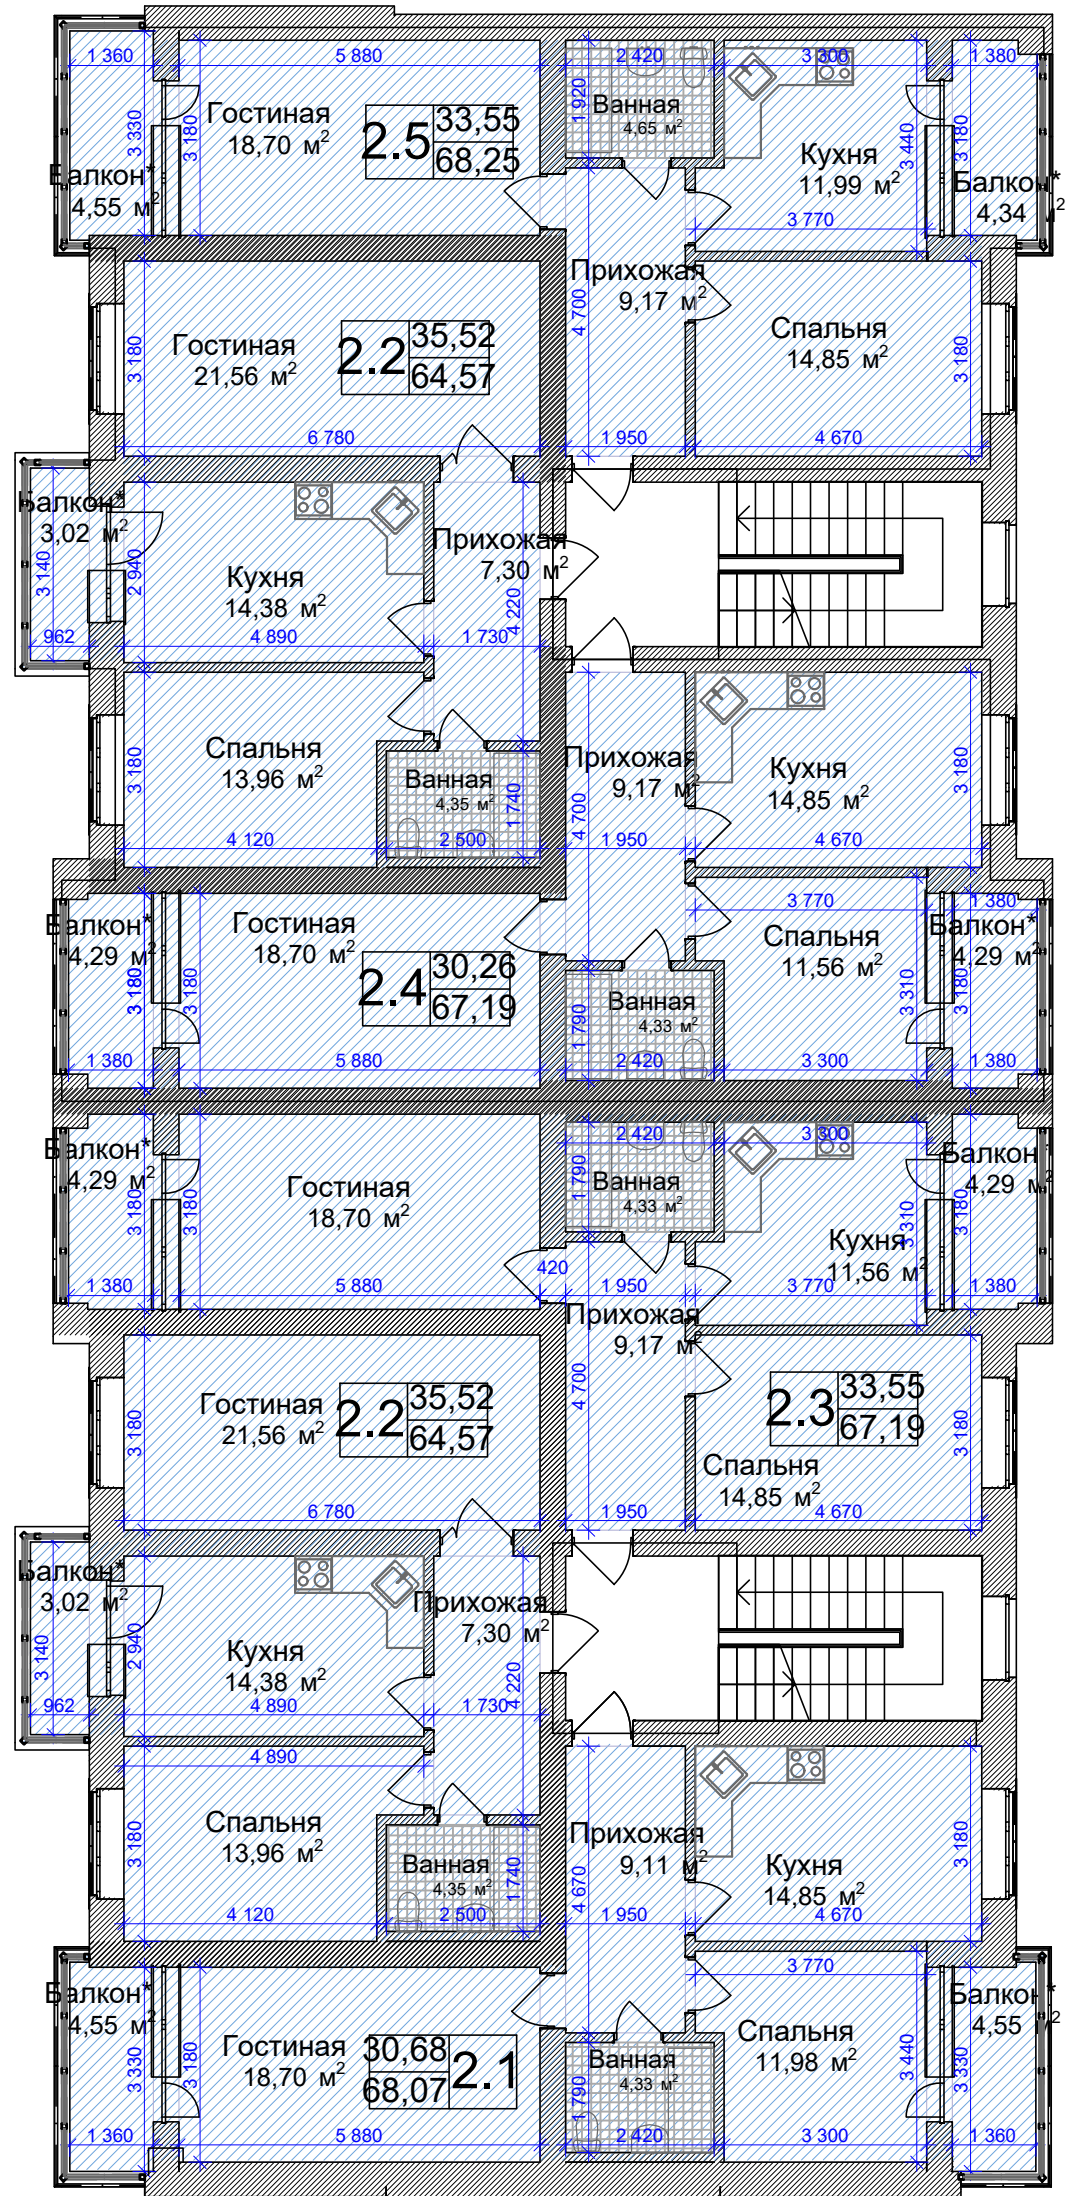 1 360
5 880
2 420
3 300
1 380
Гостиная
18,70 м²
2.5
33,55
68,25
3 330
3 180
1 920
Ванная
4,65 м²
Кухня
11,99 м²
3 440
3 180
Балкон*
4,55 м²
Балкон*
4,34 м²
3 770
Прихожая
9,17 м²
4 700
Гостиная
21,56 м²
2.2
35,52
64,57
3 180
Спальня
14,85 м²
3 180
6 780
1 950
4 670
Балкон*
3,02 м²
3 140
2 940
Прихожая
7,30 м²
Кухня
14,38 м²
4 220
962
4 890
1 730
Спальня
13,96 м²
3 180
Ванная
4,35 м²
1 740
Прихожая
9,17 м²
4 700
Кухня
14,85 м²
3 180
4 120
2 500
1 950
4 670
Балкон*
4,29 м²
3 180
3 180
Гостиная
18,70 м²
2.4
30,26
67,19
3 770
1 380
Спальня
11,56 м²
Балкон*
4,29 м²
3 310
3 180
Ванная
4,33 м²
1 790
1 380
5 880
2 420
3 300
1 380
2 420
3 300
Балкон*
4,29 м²
3 180
3 180
Гостиная
18,70 м²
Ванная
4,33 м²
1 790
Балкон
4,29 м²
3 310
3 180
Кухня
11,56 м²
420
1 380
5 880
1 950
3 770
1 380
Прихожая
9,17 м²
4 700
Гостиная
21,56 м²
2.2
35,52
64,57
3 180
2.3
33,55
67,19
3 180
Спальня
14,85 м²
6 780
1 950
4 670
Балкон*
3,02 м²
3 140
2 940
Прихожая
7,30 м²
Кухня
14,38 м²
4 220
962
4 890
1 730
4 890
Спальня
13,96 м²
3 180
Ванная
4,35 м²
1 740
Прихожая
9,11 м²
4 670
Кухня
14,85 м²
3 180
4 120
2 500
1 950
4 670
3 770
Балкон*
4,55 м²
3 330
3 180
Гостиная
18,70 м²
30,68
68,07
2.1
Ванная
4,33 м²
1 790
Спальня
11,98 м²
3 440
3 330
Балкон*
4,55 м²
1 360
5 880
2 420
3 300
1 360